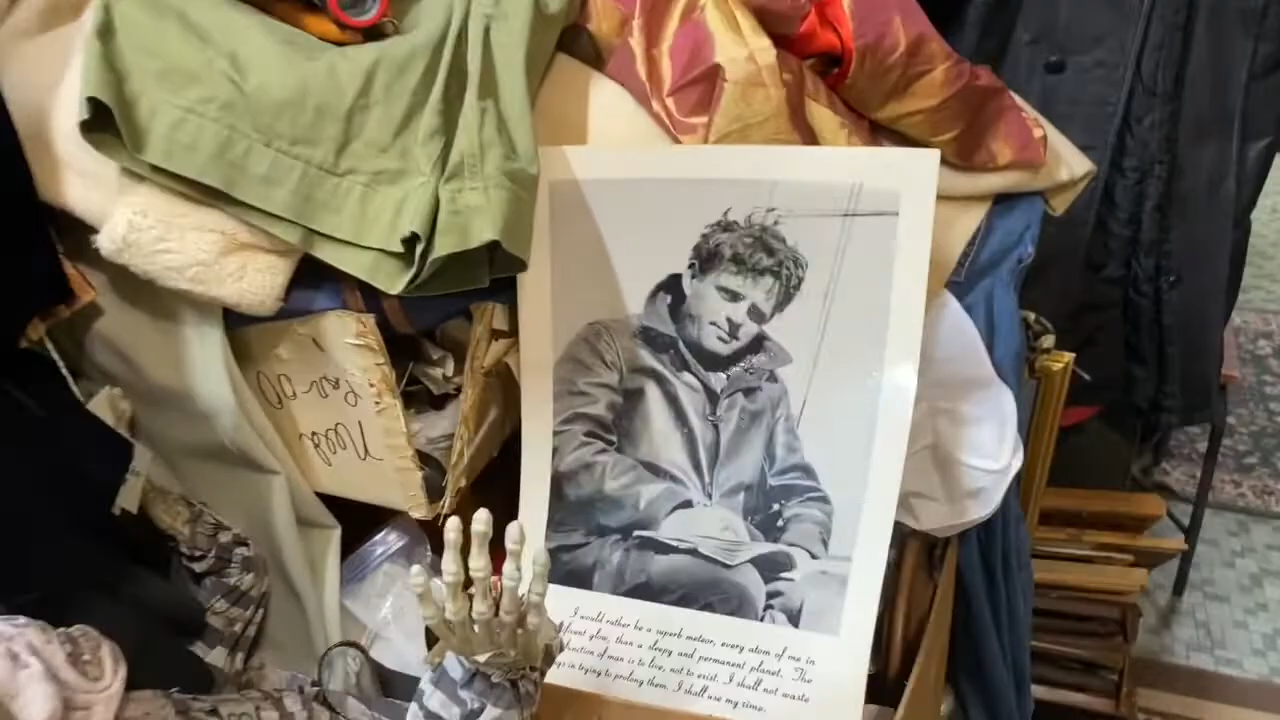 Need
I would rather be a superb meteor, every atom of me in
glow, than a sleepy and permanent planet. The
function of man is to live, not to exist. I shall not waste
in trying to prolong them. I shall use my time.